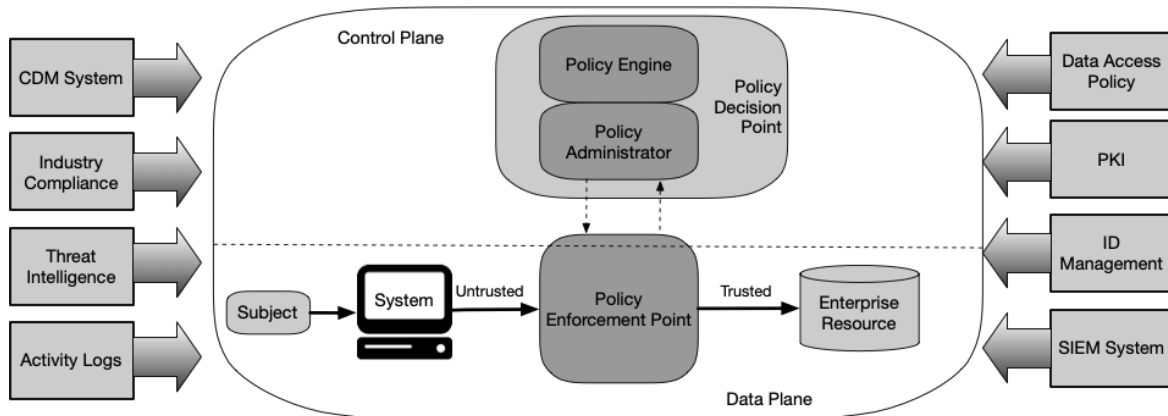 Control Plane
CDM System
Industry
Compliance
Threat
Intelligence
Activity Logs
Policy Engine
Policy
Administrator
Policy
Decision
Point
Subject
System
Untrusted
Policy
Enforcement Point
Trusted
Enterprise
Resource
Data Plane
Data Access
Policy
PKI
ID
Management
SIEM System